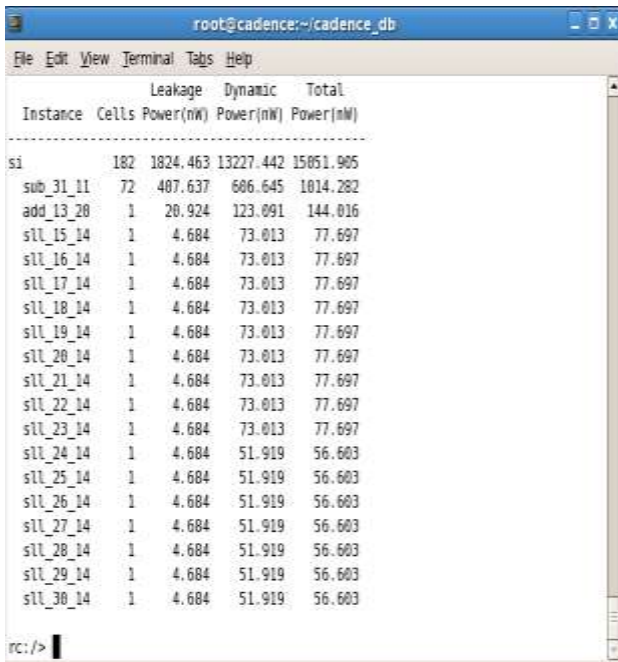 root@cadence:~/cadence_db
File Edit View Terminal Tabs Help
Leakage Dynamic Total
Instance Cells Power(nW) Power(nW) Power(nW)
--------------------------------------------------
si 182 1824.463 13227.442 15051.905
sub_31_11 72 407.637 606.645 1014.282
add_13_20 1 20.924 123.091 144.016
sll_15_14 1 4.684 73.013 77.697
sll_16_14 1 4.684 73.013 77.697
sll_17_14 1 4.684 73.013 77.697
sll_18_14 1 4.684 73.013 77.697
sll_19_14 1 4.684 73.013 77.697
sll_20_14 1 4.684 73.013 77.697
sll_21_14 1 4.684 73.013 77.697
sll_22_14 1 4.684 73.013 77.697
sll_23_14 1 4.684 73.013 77.697
sll_24_14 1 4.684 51.919 56.603
sll_25_14 1 4.684 51.919 56.603
sll_26_14 1 4.684 51.919 56.603
sll_27_14 1 4.684 51.919 56.603
sll_28_14 1 4.684 51.919 56.603
sll_29_14 1 4.684 51.919 56.603
sll_30_14 1 4.684 51.919 56.603
rc:/>